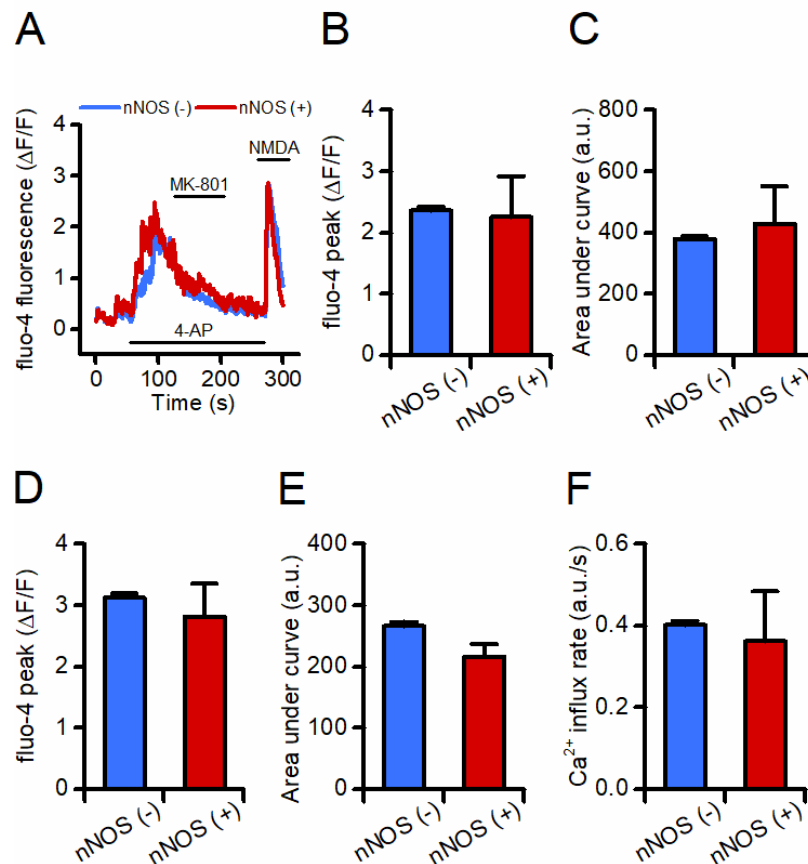 A
nNOS (-) nNOS (+)
fluo-4 fluorescence (ΔF/F)
4
3
2
1
0
NMDA
MK-801
4-AP
0 100 200 300
Time (s)
B
fluo-4 peak (ΔF/F)
4
3
2
1
0
nNOS (-) nNOS (+)
C
Area under curve (a.u.)
800
600
400
200
0
nNOS (-) nNOS (+)
D
fluo-4 peak (ΔF/F)
4
3
2
1
0
nNOS (-) nNOS (+)
E
Area under curve (a.u.)
400
300
200
100
0
nNOS (-) nNOS (+)
F
Ca²⁺ influx rate (a.u./s)
0.6
0.4
0.2
0.0
nNOS (-) nNOS (+)